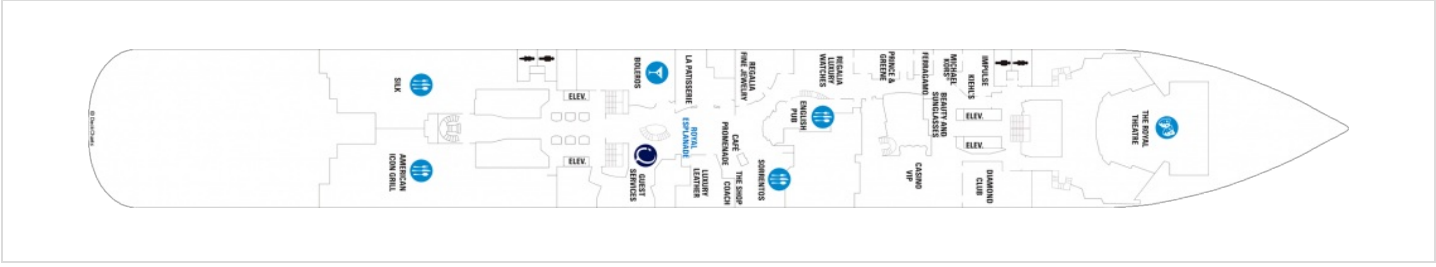 © DeckChairs
SILK
AMERICAN
ICON GRILL
ELEV.
ELEV.
BOLEROS
GUEST
SERVICES
LA PATISSERIE
ROYAL
ESPLANADE
LUXURY
LEATHER
REGALIA
FINE JEWELRY
CAFÉ
PROMENADE
THE SHOP
COACH
SORRENTOS
ENGLISH
PUB
REGALIA
LUXURY
WATCHES
PRINCE &
GREENE
FERRAGAMO
MICHAEL
KORS®
KIEHL'S
IMPULSE
BEAUTY AND
SUNGLASSES
CASINO
VIP
ELEV.
ELEV.
DIAMOND
CLUB
THE ROYAL
THEATRE